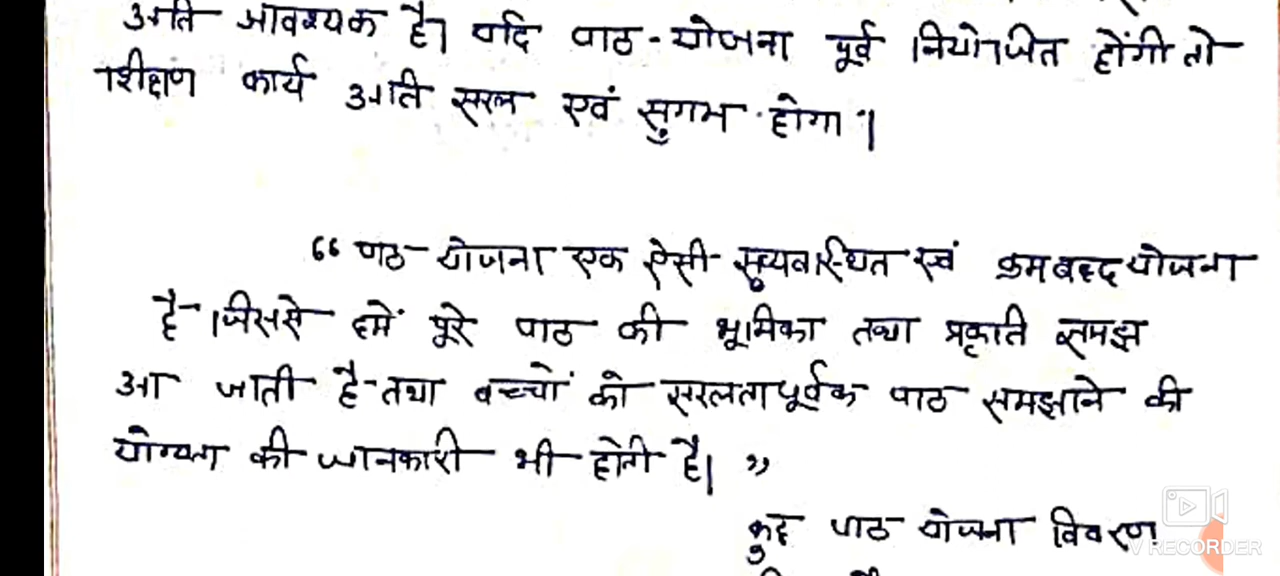 अति आवश्यक है। यदि पाठ-योजना पूर्व नियोजित होंगी तो
शिक्षण कार्य अति सरल एवं सुगम होगा।
“पाठ योजना एक ऐसी सुव्यवस्थित एवं क्रमबद्ध योजना
है जिससे हमें पूरे पाठ की भूमिका तथा प्रकृति समझ
आ जाती है तथा बच्चों को सरलतापूर्वक पाठ समझाने की
योग्यता की जानकारी भी होती है।”
कुछ पाठ योजना विवरण
V RECORDER